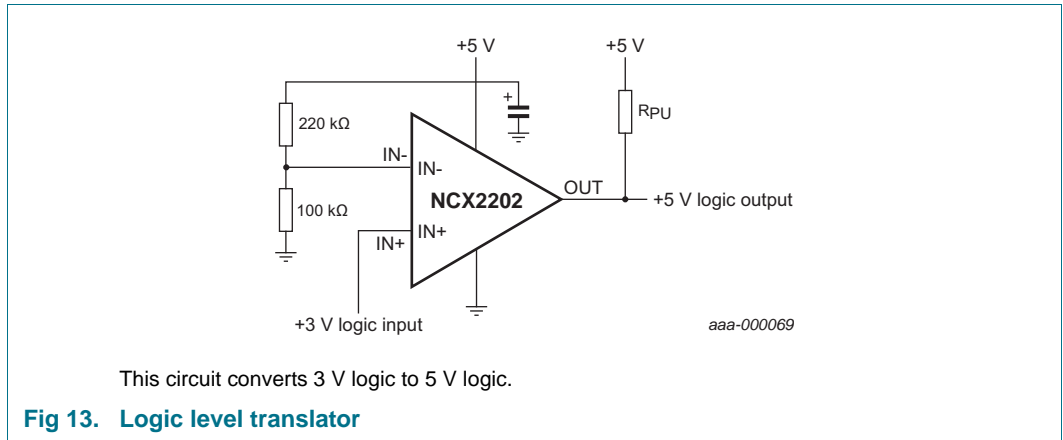 +5 V
+5 V
+
RPU
220 kΩ
IN-
IN-
NCX2202
OUT
+5 V logic output
100 kΩ
IN+
IN+
+3 V logic input
aaa-000069
This circuit converts 3 V logic to 5 V logic.
Fig 13. Logic level translator